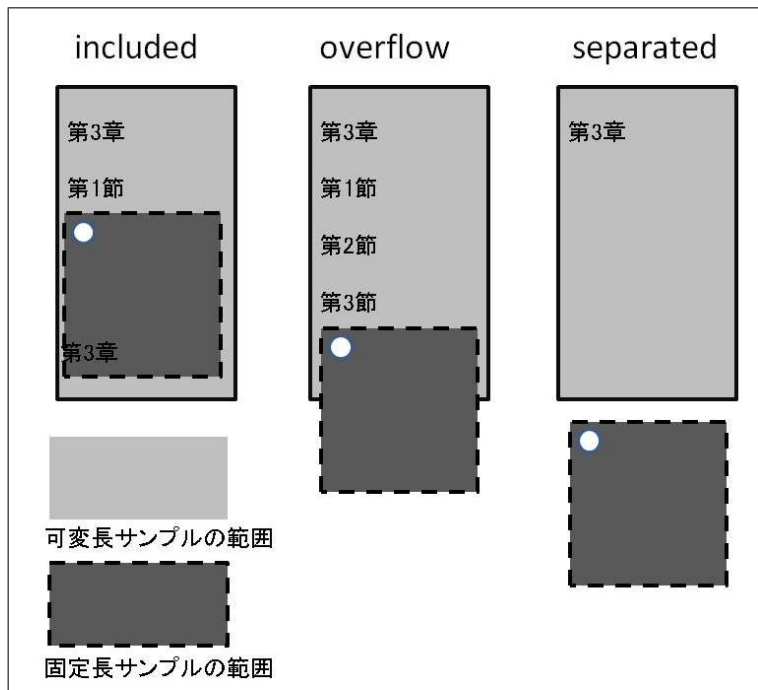 included
第3章
第1節
第3章
overflow
第3章
第1節
第2節
第3節
separated
第3章
可変長サンプルの範囲
固定長サンプルの範囲